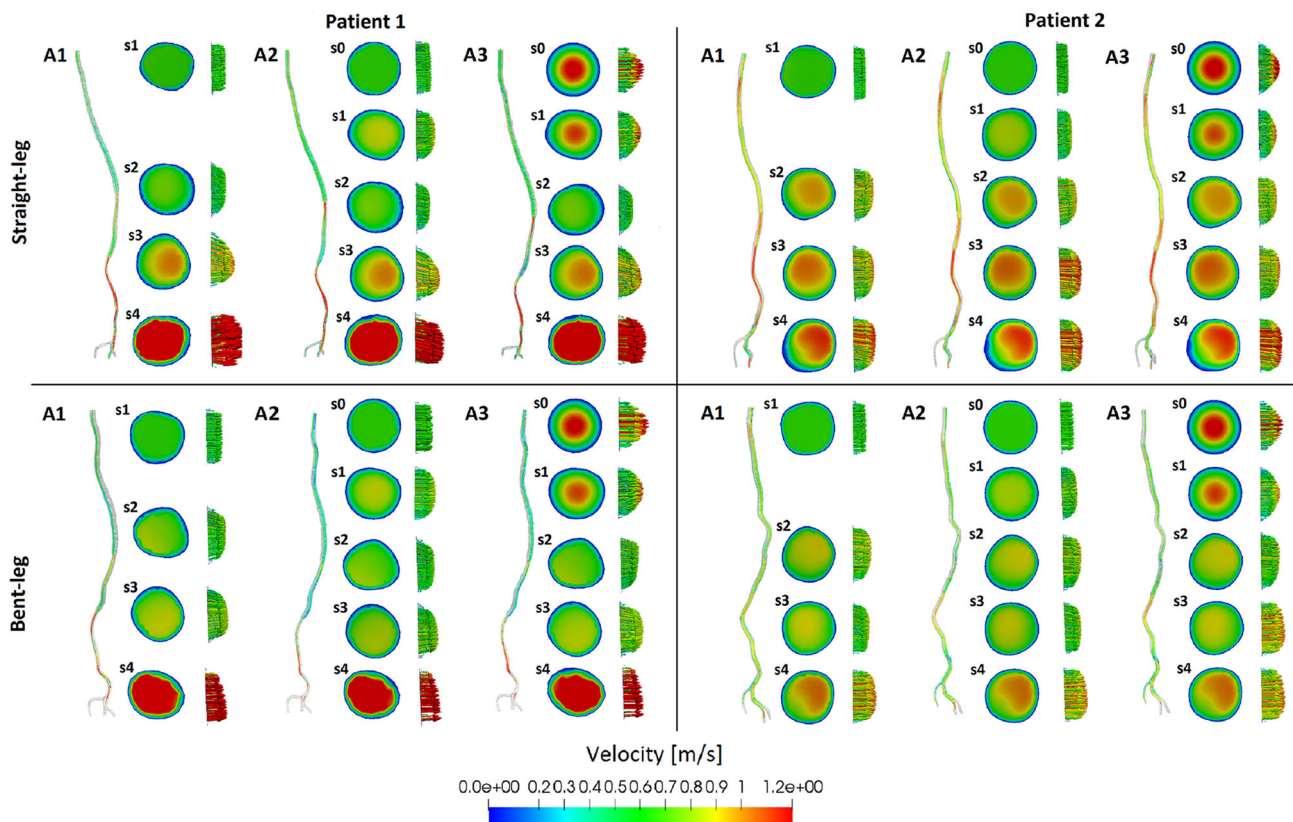 Patient 1
Patient 2
Straight-leg
A1
s1
s2
s3
s4
A2
s0
s1
s2
s3
s4
A3
s0
s1
s2
s3
s4
A1
s1
s2
s3
s4
A2
s0
s1
s2
s3
s4
A3
s0
s1
s2
s3
s4
Bent-leg
A1
s1
s2
s3
s4
A2
s0
s1
s2
s3
s4
A3
s0
s1
s2
s3
s4
A1
s1
s2
s3
s4
A2
s0
s1
s2
s3
s4
A3
s0
s1
s2
s3
s4
Velocity [m/s]
0.0e+00 0.2 0.3 0.4 0.5 0.6 0.7 0.8 0.9 1 1.2e+00